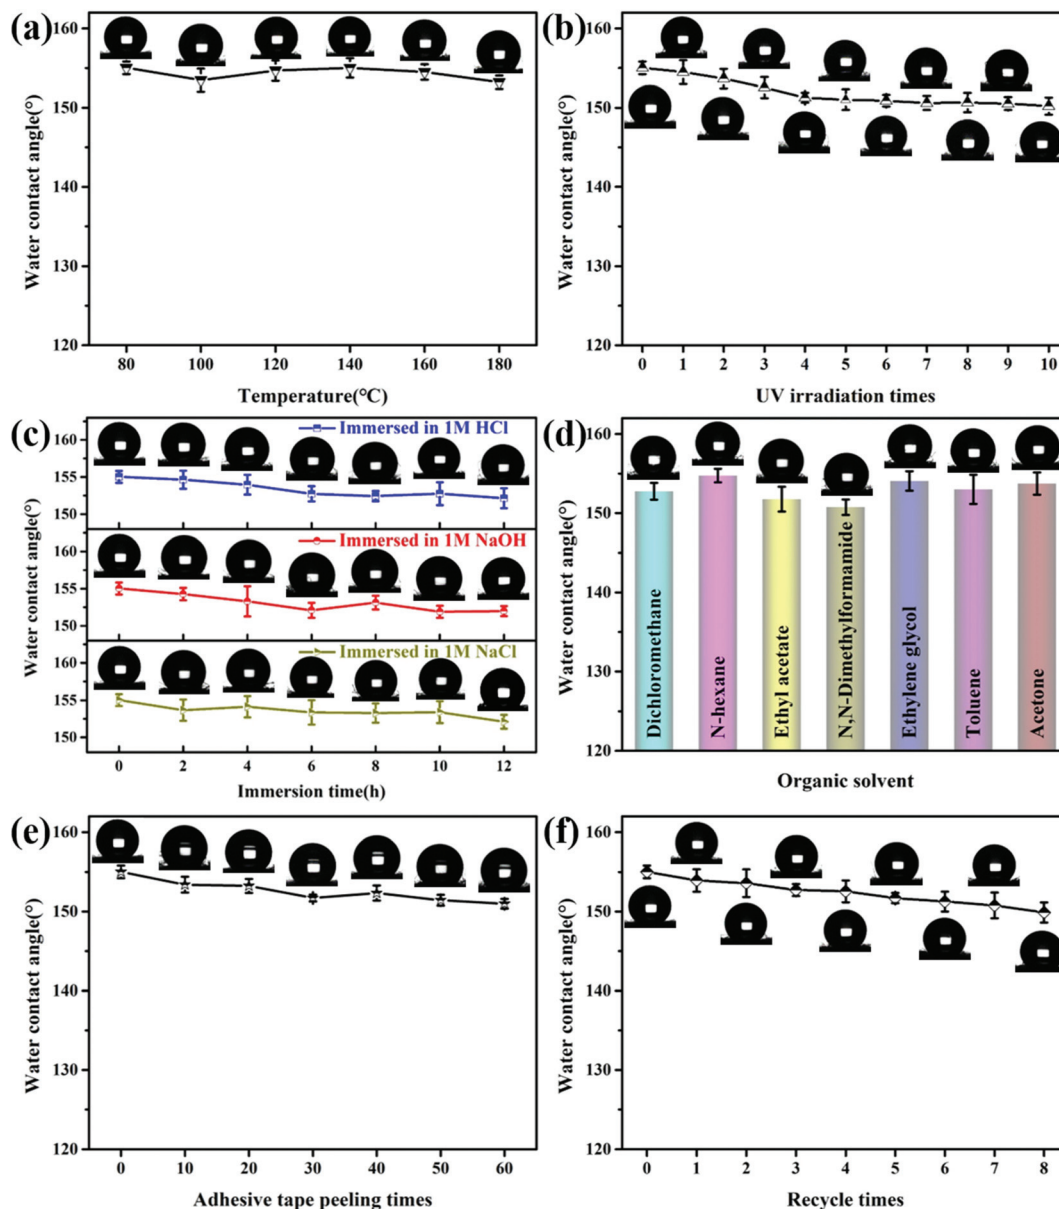 (a)
160
150
140
130
120
Water contact angle(°)
80 100 120 140 160 180
Temperature(°C)
(b)
160
150
140
130
120
Water contact angle(°)
0 1 2 3 4 5 6 7 8 9 10
UV irradiation times
(c)
Immersed in 1M HCl
160
155
150
Immersed in 1M NaOH
160
155
150
Immersed in 1M NaCl
160
155
150
Water contact angle(°)
0 2 4 6 8 10 12
Immersion time(h)
(d)
160
150
140
130
120
Water contact angle(°)
Dichloromethane
N-hexane
Ethyl acetate
N,N-Dimethylformamide
Ethylene glycol
Toluene
Acetone
Organic solvent
(e)
160
150
140
130
120
Water contact angle(°)
0 10 20 30 40 50 60
Adhesive tape peeling times
(f)
160
150
140
130
120
Water contact angle(°)
0 1 2 3 4 5 6 7 8
Recycle times